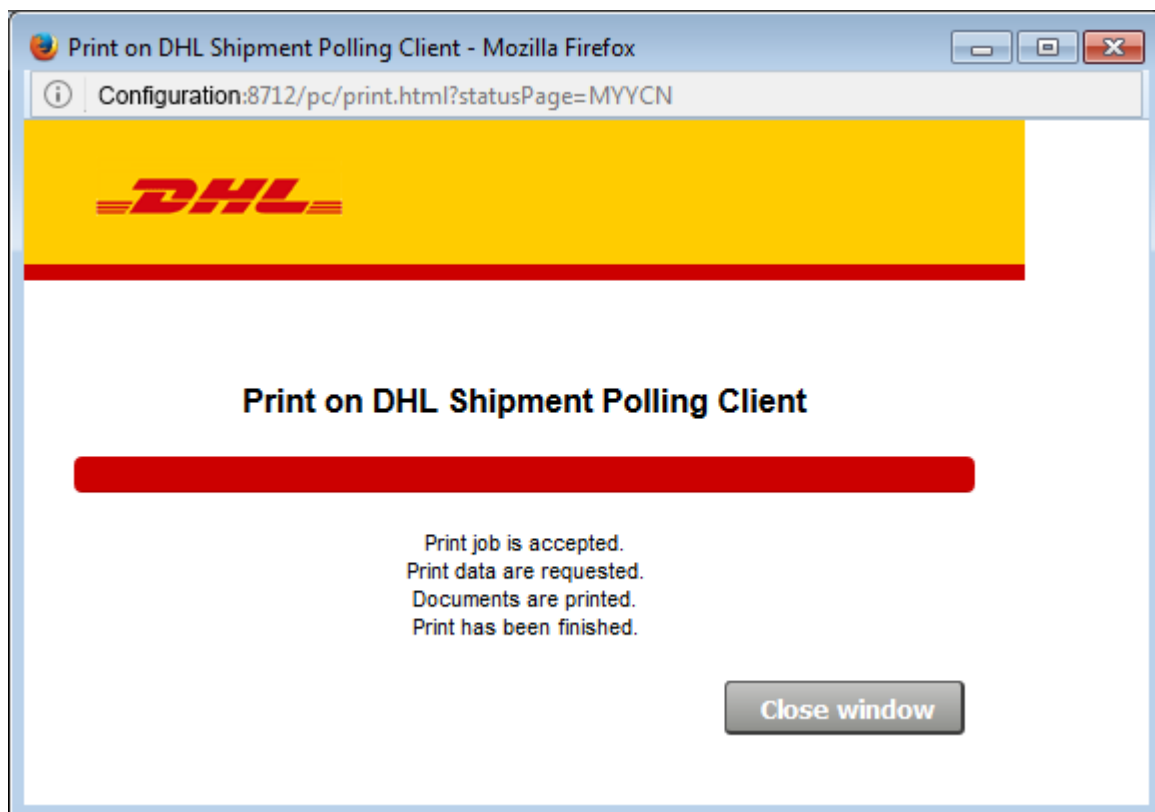 Print on DHL Shipment Polling Client - Mozilla Firefox
Configuration:8712/pc/print.html?statusPage=MYYCN
DHL
Print on DHL Shipment Polling Client
Print job is accepted.
Print data are requested.
Documents are printed.
Print has been finished.
Close window